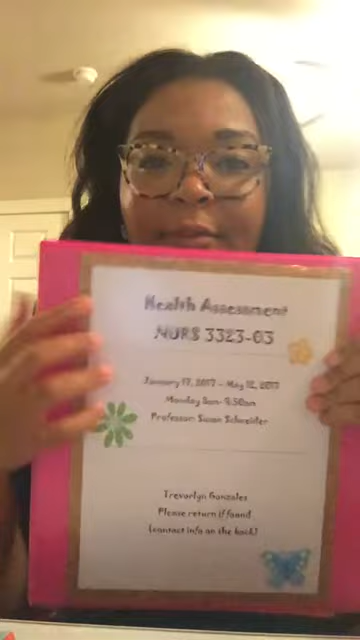 Health Assessment
NURS 3323-03
January 17, 2017 - May 12, 2017
Monday 8am-9:50am
Professor Susan Schneider
Trevarlyn Gonzales
Please return if found
(contact info on the back)